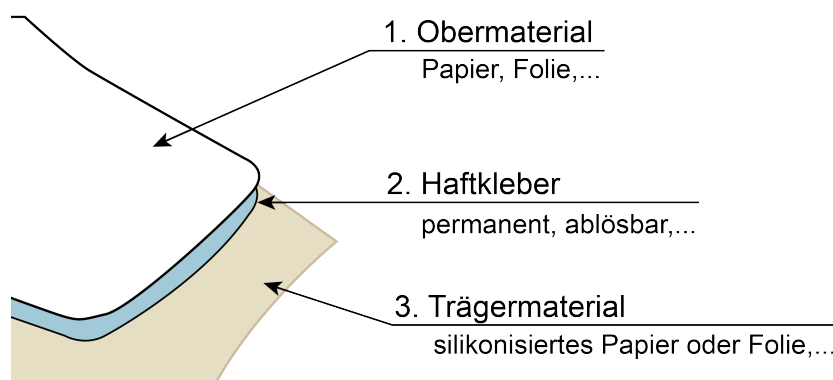 1. Obermaterial
Papier, Folie,...
2. Haftkleber
permanent, ablösbar,...
3. Trägermaterial
silikonisiertes Papier oder Folie,...